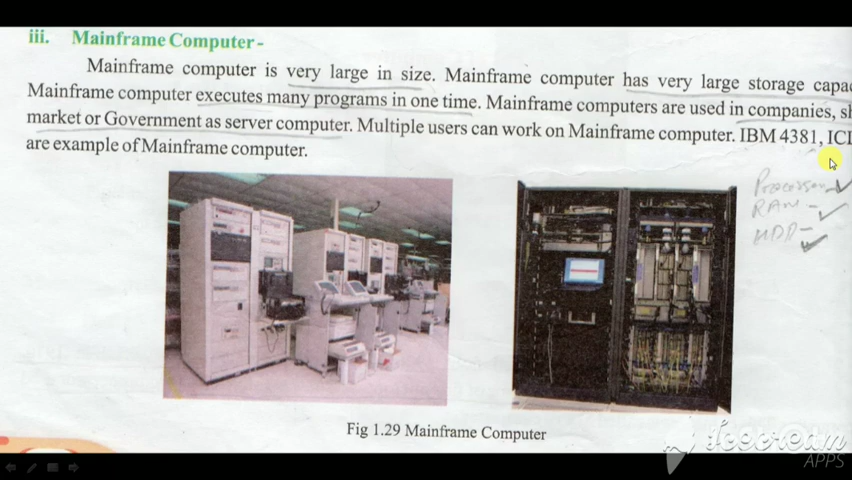 iii. Mainframe Computer -
Mainframe computer is very large in size. Mainframe computer has very large storage capac
Mainframe computer executes many programs in one time. Mainframe computers are used in companies, sh
market or Government as server computer. Multiple users can work on Mainframe computer. IBM 4381, ICL
are example of Mainframe computer.
Processor
RAM
HDD
Fig 1.29 Mainframe Computer
Icecream
APPS